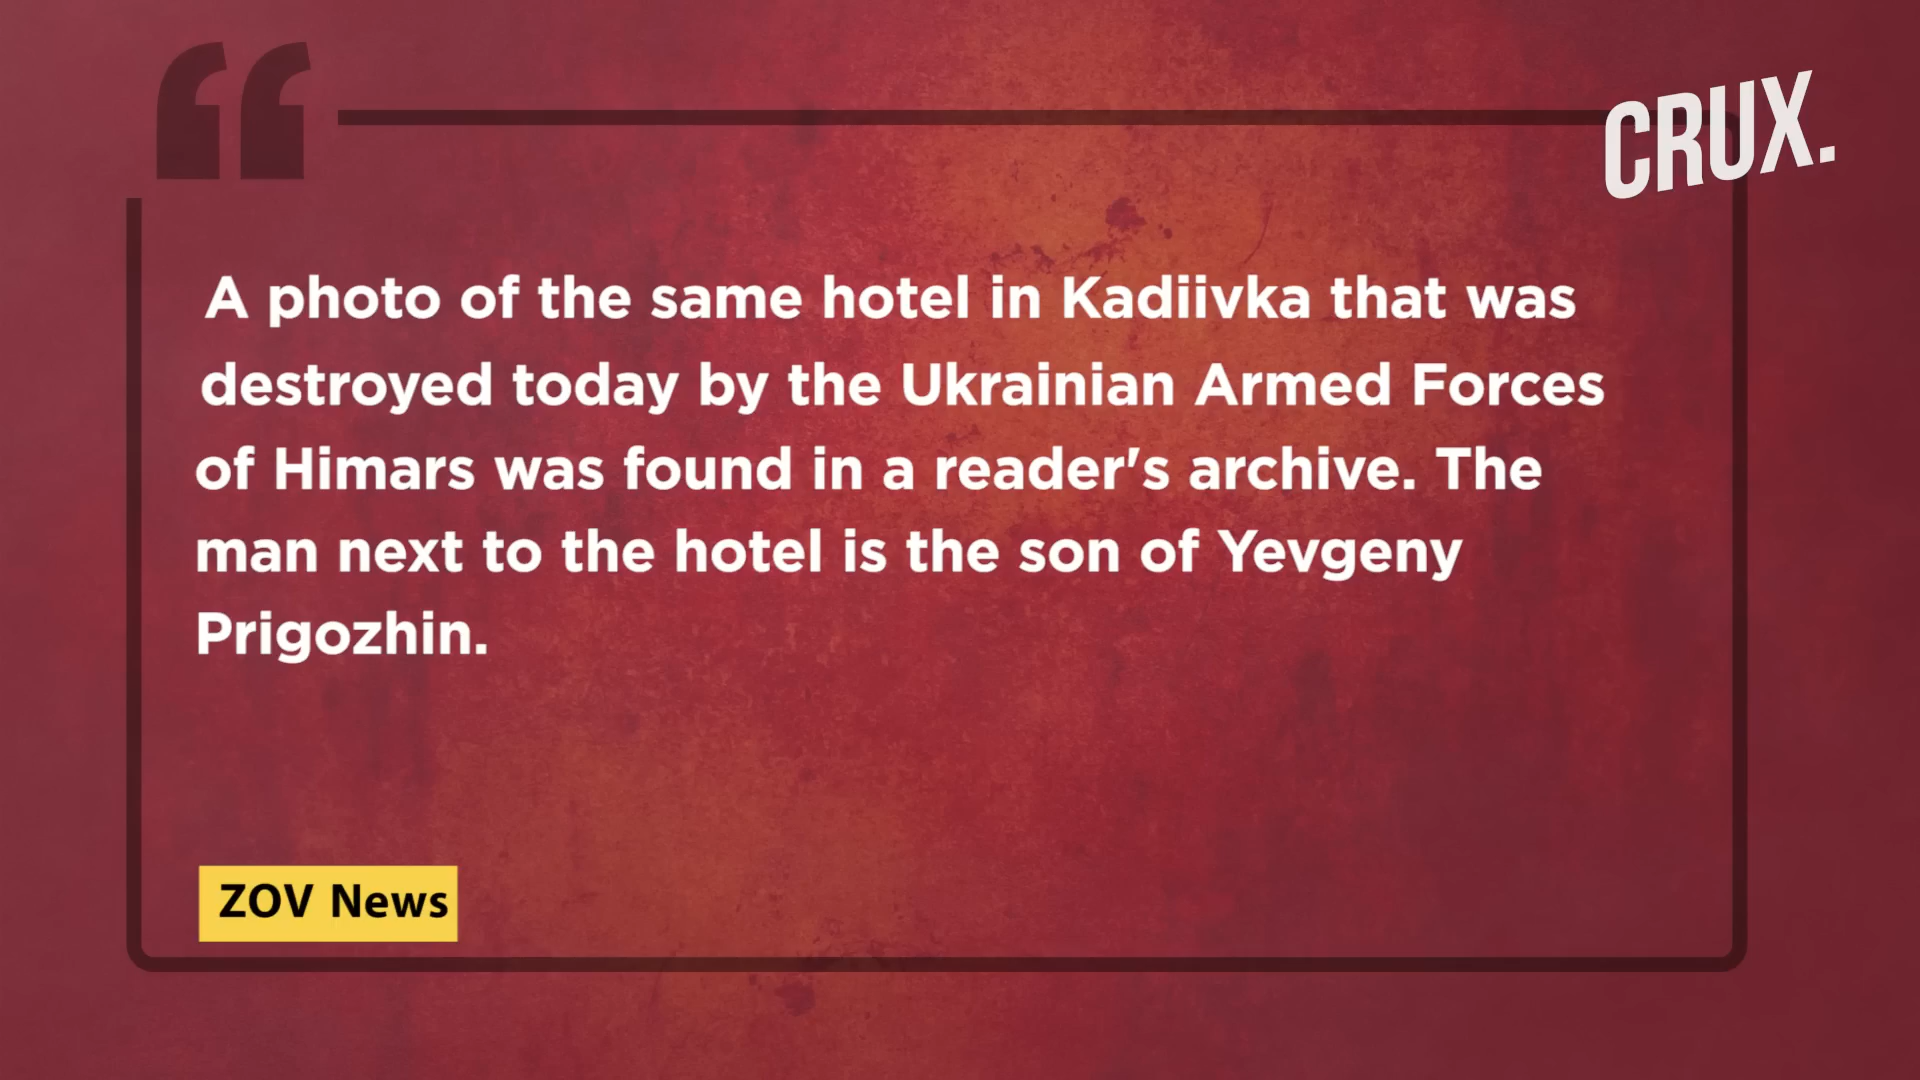 CRUX.
A photo of the same hotel in Kadiivka that was
destroyed today by the Ukrainian Armed Forces
of Himars was found in a reader's archive. The
man next to the hotel is the son of Yevgeny
Prigozhin.
ZOV News